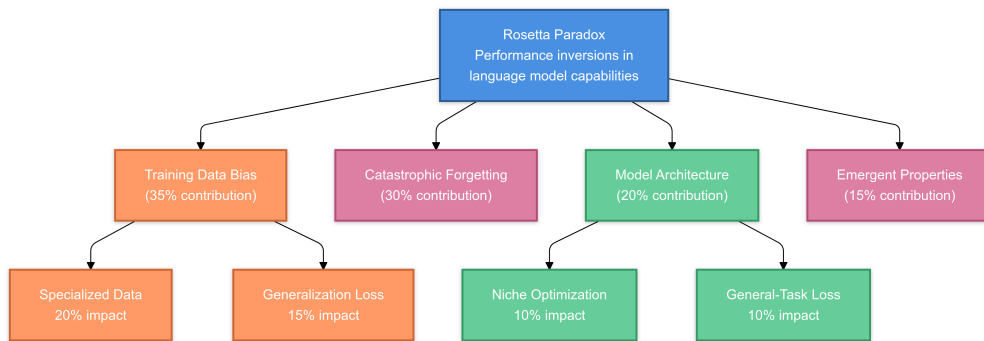 Rosetta Paradox
Performance inversions in
language model capabilities
Training Data Bias
(35% contribution)
Catastrophic Forgetting
(30% contribution)
Model Architecture
(20% contribution)
Emergent Properties
(15% contribution)
Specialized Data
20% impact
Generalization Loss
15% impact
Niche Optimization
10% impact
General-Task Loss
10% impact